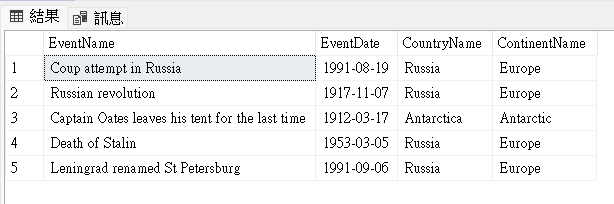 結果 訊息
EventName EventDate CountryName ContinentName
1 Coup attempt in Russia 1991-08-19 Russia Europe
2 Russian revolution 1917-11-07 Russia Europe
3 Captain Oates leaves his tent for the last time 1912-03-17 Antarctica Antarctic
4 Death of Stalin 1953-03-05 Russia Europe
5 Leningrad renamed St Petersburg 1991-09-06 Russia Europe